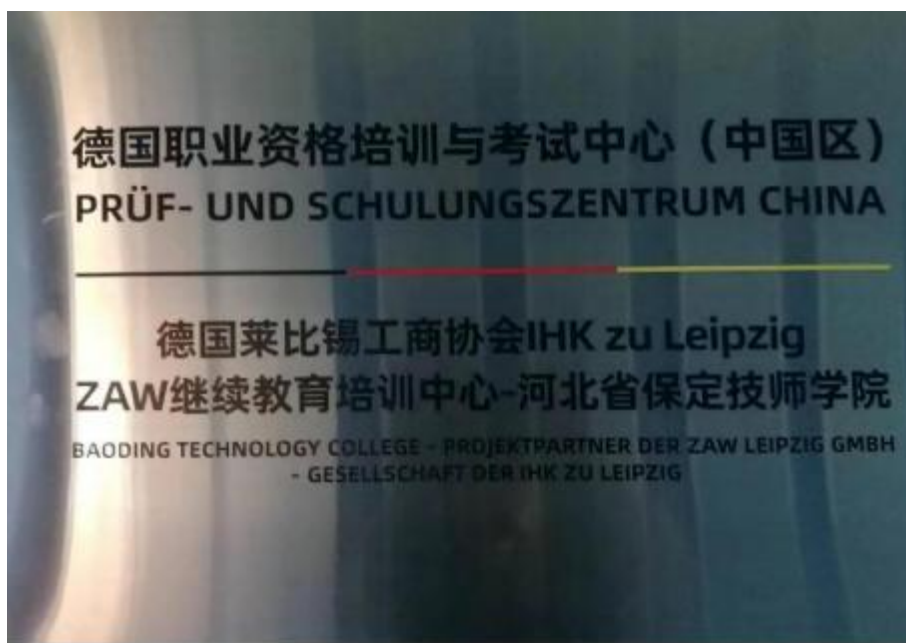 德国职业资格培训与考试中心（中国区）
PRÜF- UND SCHULUNGSZENTRUM CHINA
德国莱比锡工商协会IHK zu Leipzig
ZAW继续教育培训中心-河北省保定技师学院
BAODING TECHNOLOGY COLLEGE - PROJEKTPARTNER DER ZAW LEIPZIG GMBH
- GESELLSCHAFT DER IHK ZU LEIPZIG